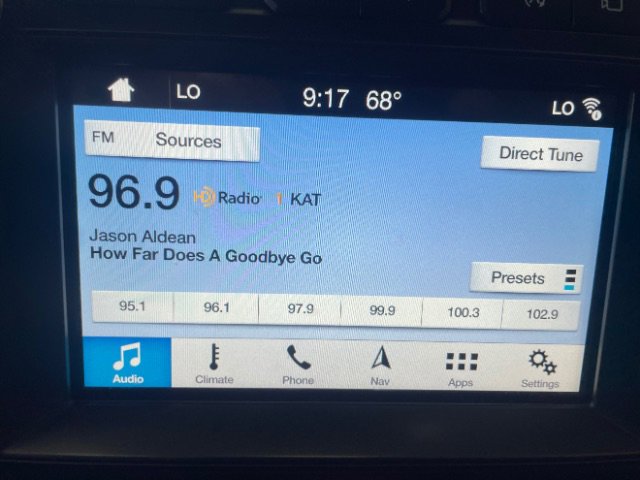 LO 9:17 68° LO
FM Sources
Direct Tune
96.9 HD Radio 1 KAT
Jason Aldean
How Far Does A Goodbye Go
Presets
95.1 96.1 97.9 99.9 100.3 102.9
Audio Climate Phone Nav Apps Settings